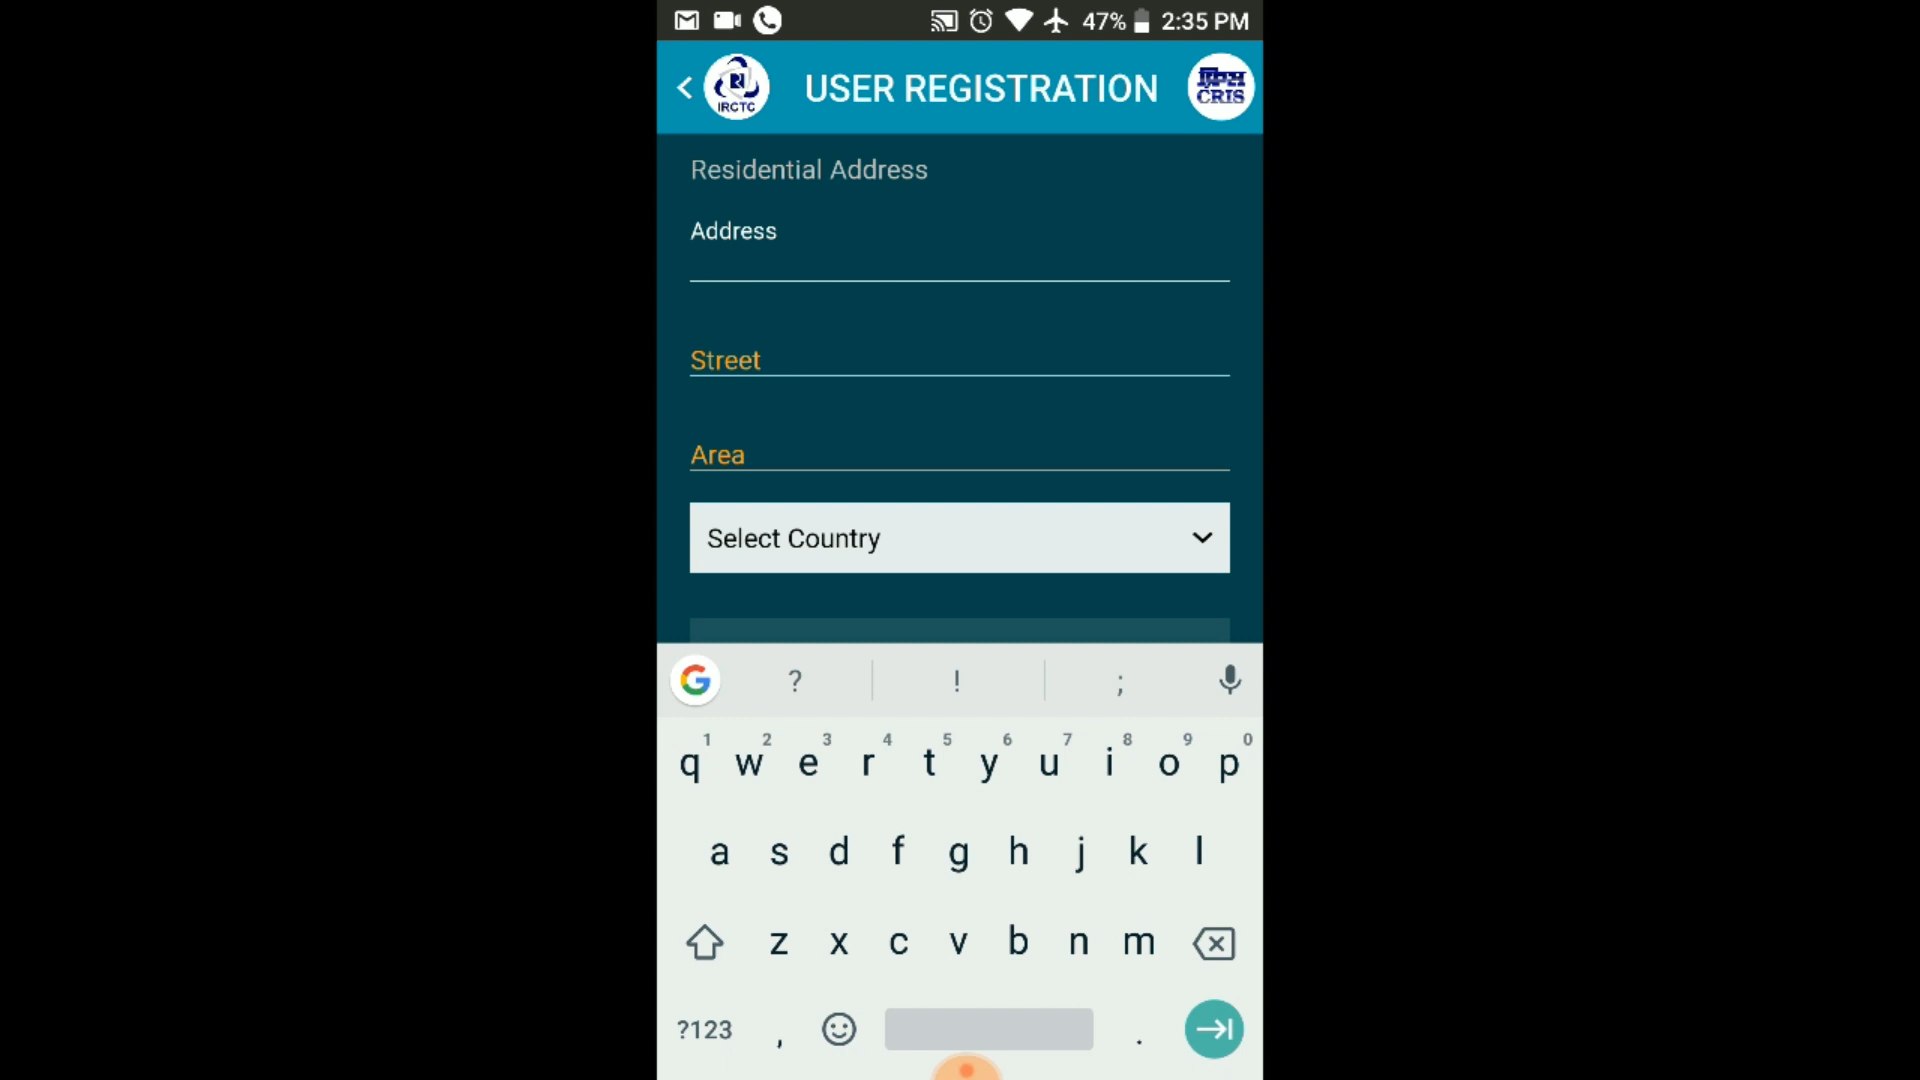 47% 2:35 PM
IRCTC USER REGISTRATION CRIS
Residential Address
Address
Street
Area
Select Country
G ? ! ;
1 2 3 4 5 6 7 8 9 0
q w e r t y u i o p
a s d f g h j k l
z x c v b n m
?123 , .